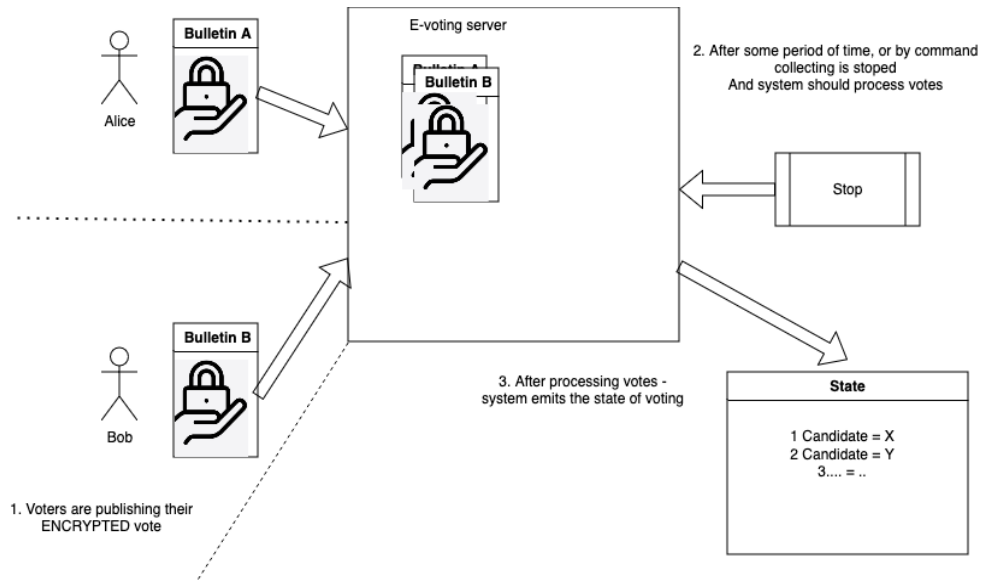 Alice
Bulletin A
E-voting server
Bulletin A
Bulletin B
2. After some period of time, or by command
collecting is stoped
And system should process votes
Stop
Bob
Bulletin B
1. Voters are publishing their
ENCRYPTED vote
3. After processing votes -
system emits the state of voting
State
1 Candidate = X
2 Candidate = Y
3.... = ..